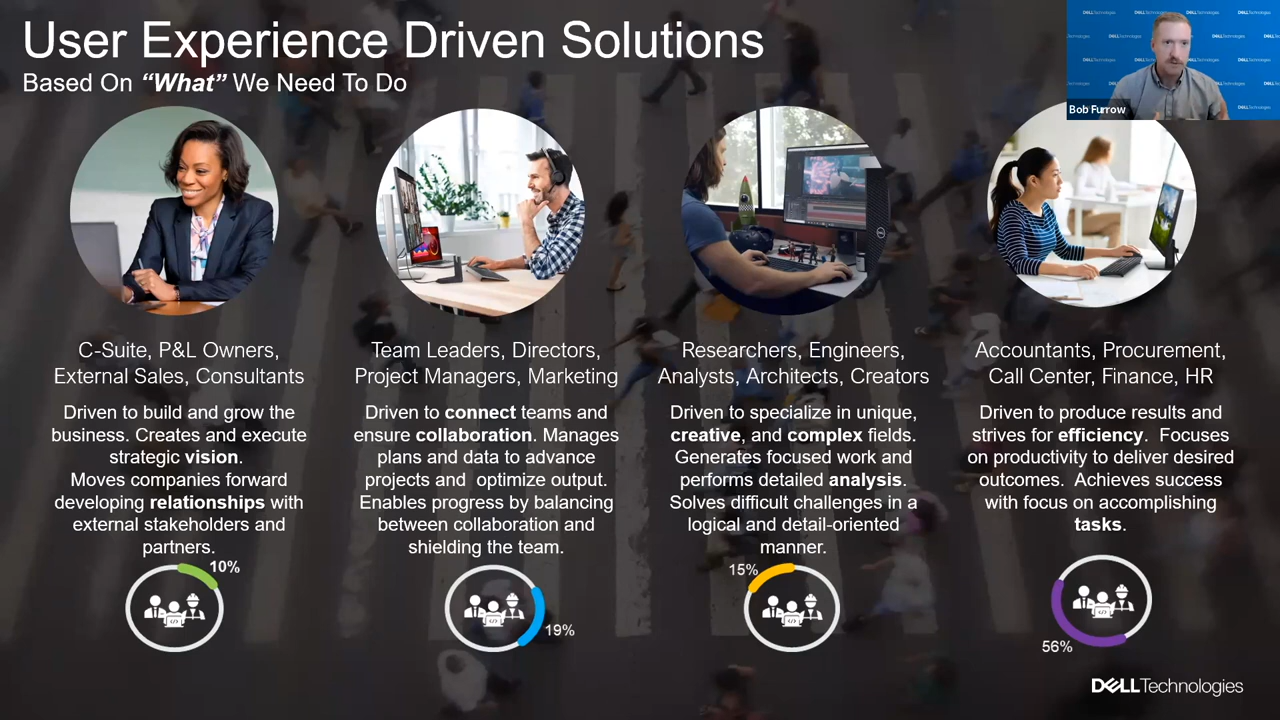 User Experience Driven Solutions
Based On “What” We Need To Do
Bob Furrow
C-Suite, P&L Owners,
External Sales, Consultants
Driven to build and grow the
business. Creates and execute
strategic vision.
Moves companies forward
developing relationships with
external stakeholders and
partners.
10%
Team Leaders, Directors,
Project Managers, Marketing
Driven to connect teams and
ensure collaboration. Manages
plans and data to advance
projects and optimize output.
Enables progress by balancing
between collaboration and
shielding the team.
19%
Researchers, Engineers,
Analysts, Architects, Creators
Driven to specialize in unique,
creative, and complex fields.
Generates focused work and
performs detailed analysis.
Solves difficult challenges in a
logical and detail-oriented
manner.
15%
Accountants, Procurement,
Call Center, Finance, HR
Driven to produce results and
strives for efficiency. Focuses
on productivity to deliver desired
outcomes. Achieves success
with focus on accomplishing
tasks.
56%
DELLTechnologies